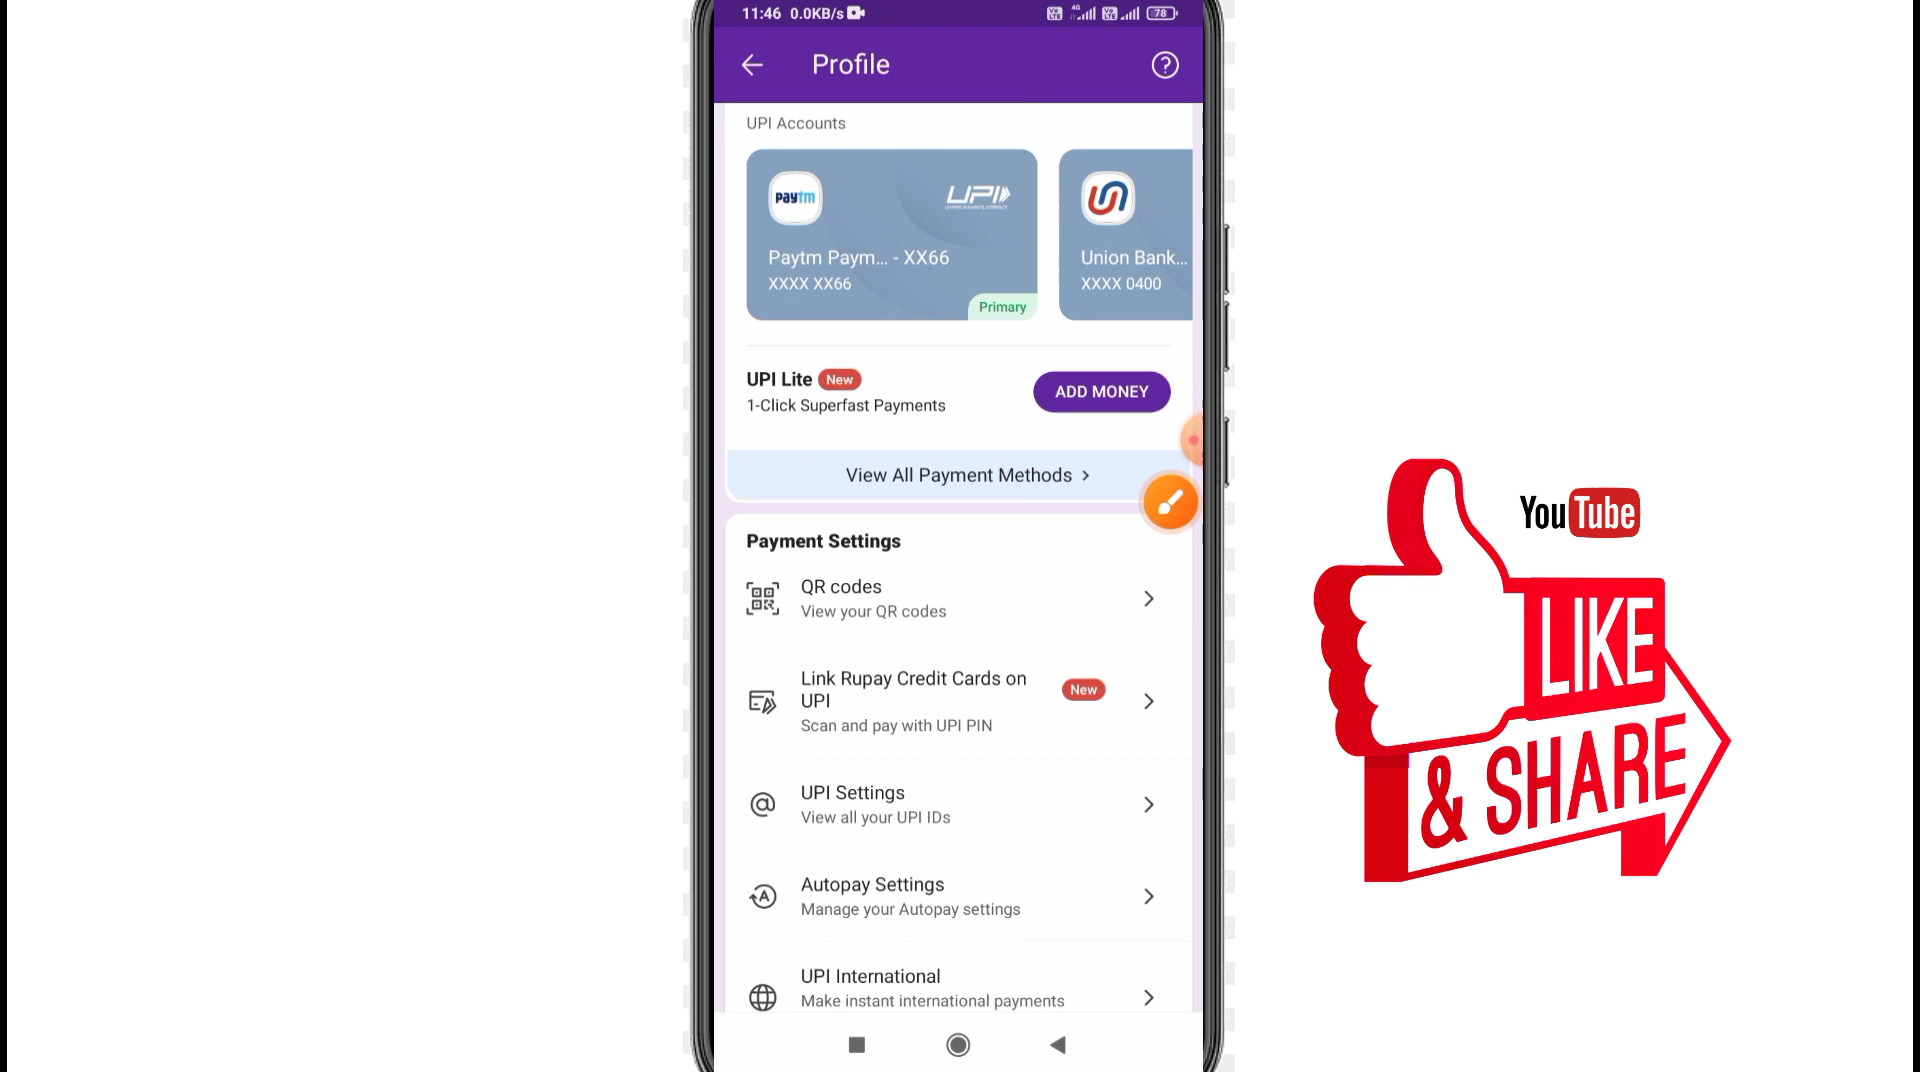 11:46 0.0KB/s
4G
78
Profile
UPI Accounts
paytm
UPI
Paytm Paym... - XX66
XXXX XX66
Primary
Union Bank...
XXXX 0400
UPI Lite New
1-Click Superfast Payments
ADD MONEY
View All Payment Methods
Payment Settings
QR codes
View your QR codes
Link Rupay Credit Cards on
UPI
New
Scan and pay with UPI PIN
UPI Settings
View all your UPI IDs
Autopay Settings
Manage your Autopay settings
UPI International
Make instant international payments
YouTube
LIKE
& SHARE